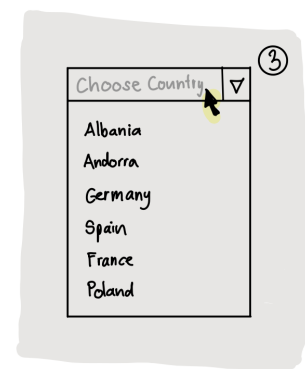 3
Choose Country
Albania
Andorra
Germany
Spain
France
Poland